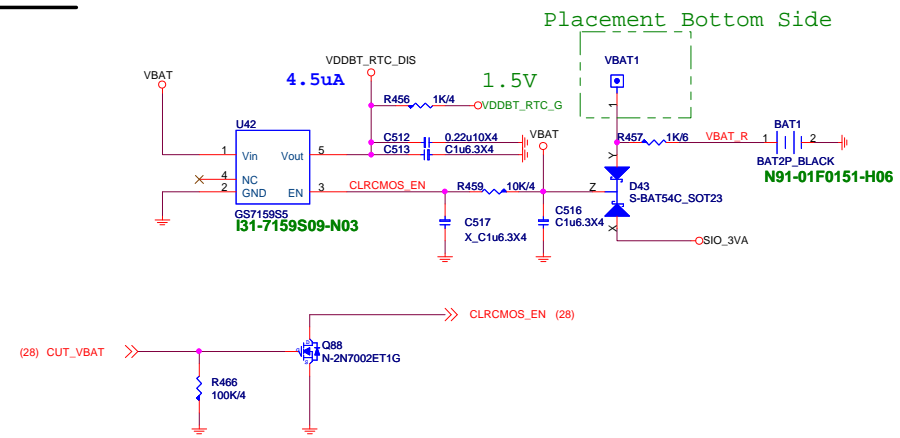 Placement Bottom Side
VDDBT_RTC_DIS
VBAT1
VBAT
4.5uA
1.5V
R456
1K/4
VDDBT_RTC_G
1
U42
C512
0.22u10X4
VBAT
R457
1K/6
VBAT_R
BAT1
1
2
1
Vin
Vout
5
C513
C1u6.3X4
Y
BAT2P_BLACK
N91-01F0151-H06
4
NC
2
GND
EN
3
CLRCMOS_EN
R459
10K/4
Z
D43
S-BAT54C_SOT23
GS7159S5
I31-7159S09-N03
C517
X_C1u6.3X4
C516
C1u6.3X4
X
SIO_3VA
CLRCMOS_EN (28)
(28) CUT_VBAT
Q88
N-2N7002ET1G
R466
100K/4